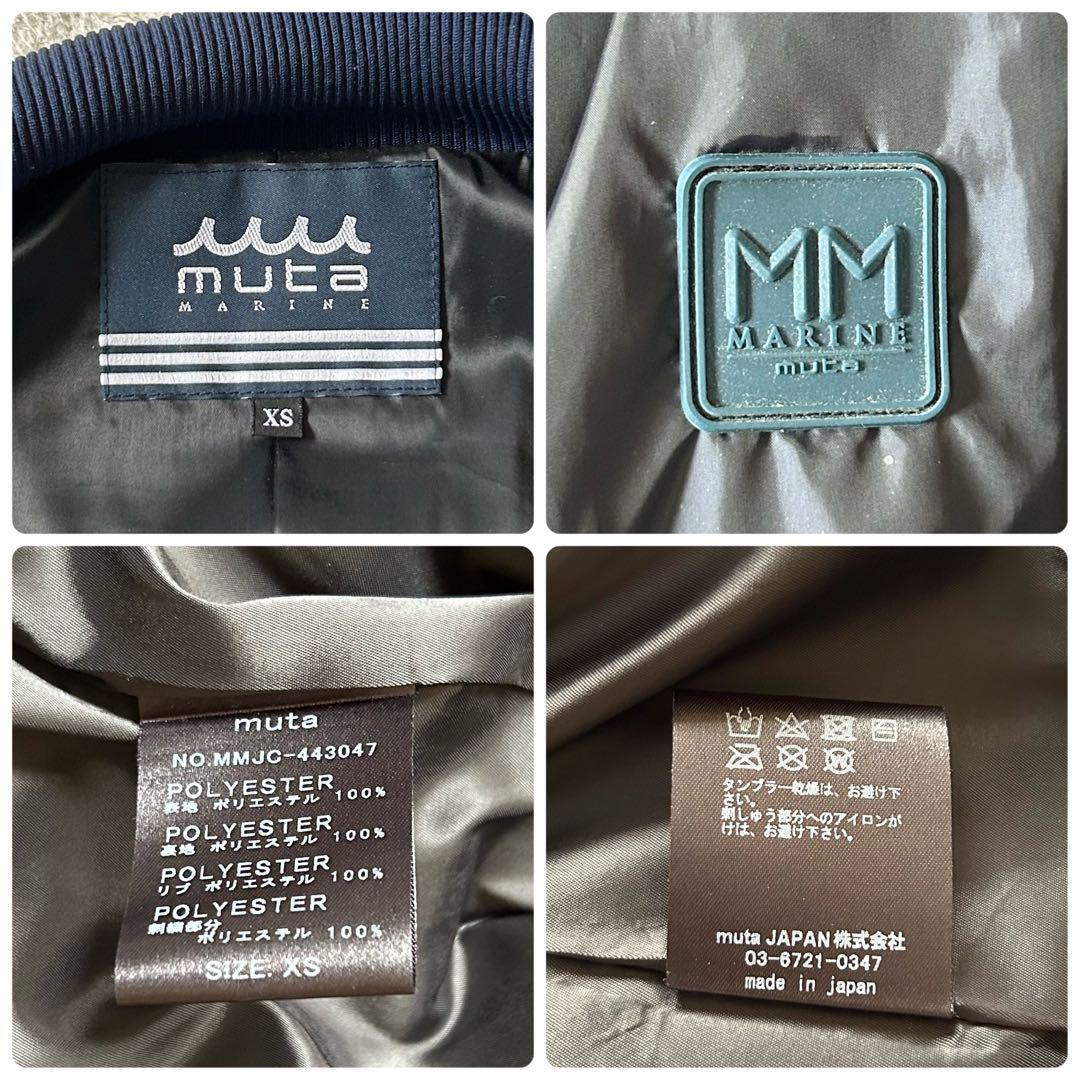 muta
MARINE
XS
MM
MARINE
muta
muta
NO.MMJC-443047
POLYESTER
表地 ポリエステル 100%
POLYESTER
裏地 ポリエステル 100%
POLYESTER
リブ ポリエステル 100%
POLYESTER
刺繍部分
ポリエステル 100%
SIZE: XS
タンブラー乾燥は、お避け下
さい。
刺しゅう部分へのアイロンが
けは、お避け下さい。
muta JAPAN株式会社
03-6721-0347
made in japan